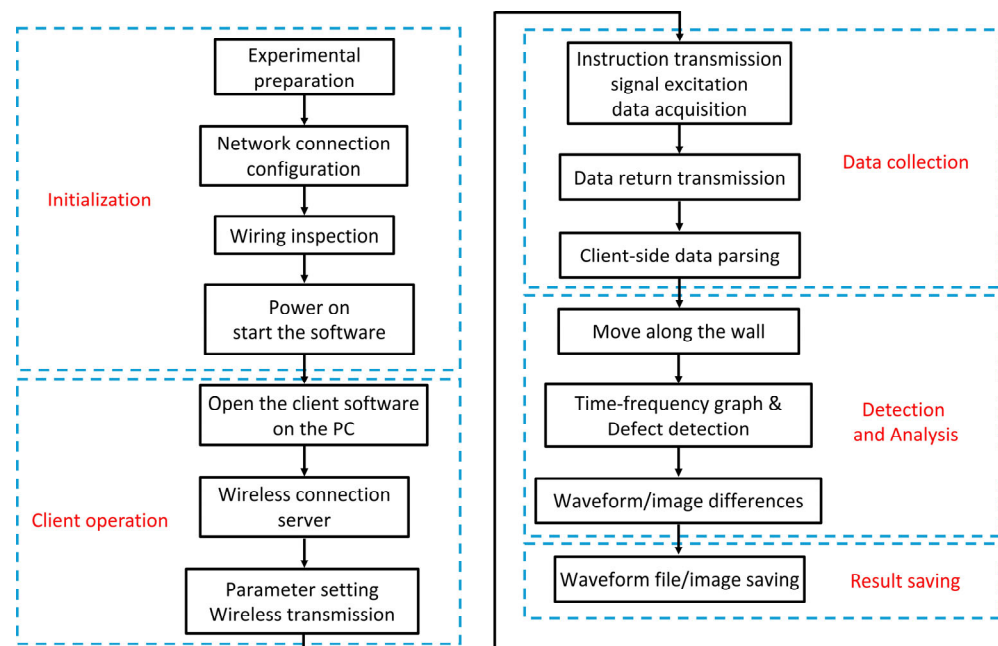 Initialization
Experimental
preparation
Network connection
configuration
Wiring inspection
Power on
start the software
Client operation
Open the client software
on the PC
Wireless connection
server
Parameter setting
Wireless transmission
Data collection
Instruction transmission
signal excitation
data acquisition
Data return transmission
Client-side data parsing
Detection
and Analysis
Move along the wall
Time-frequency graph &
Defect detection
Waveform/image differences
Result saving
Waveform file/image saving